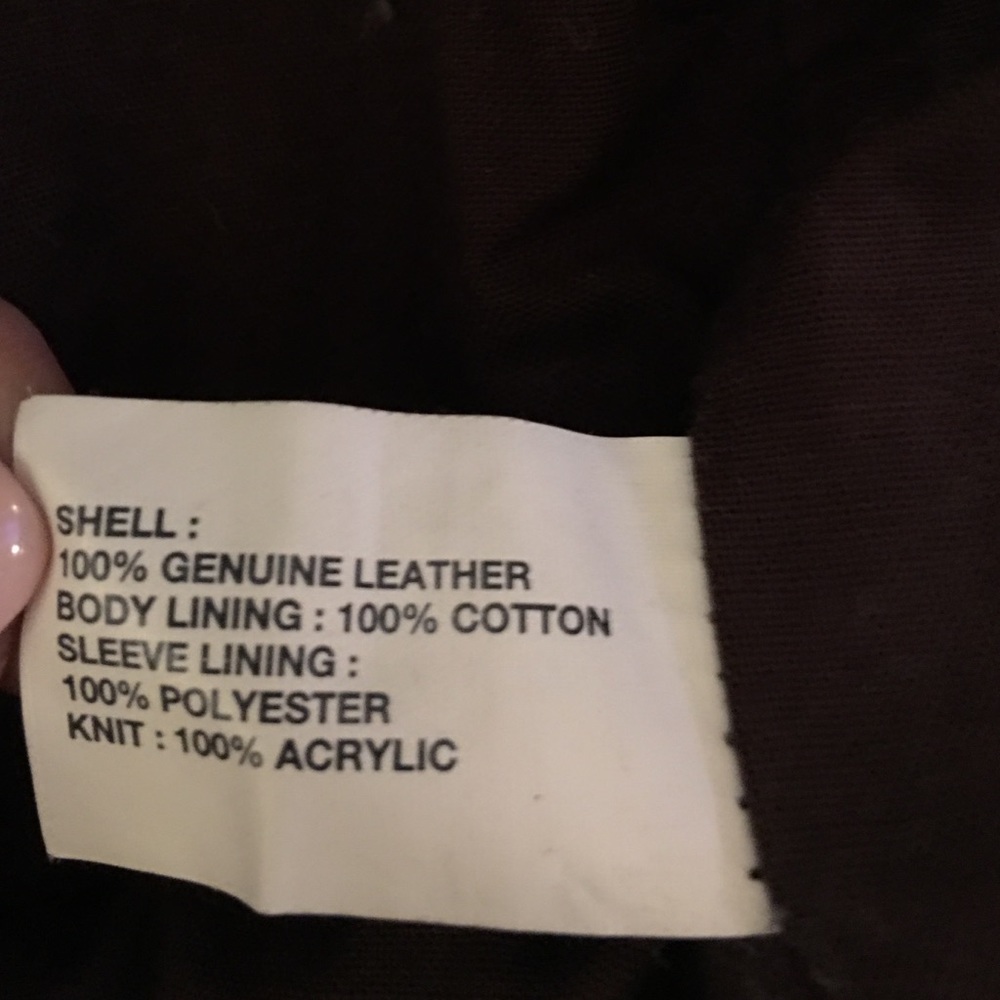 SHELL :
100% GENUINE LEATHER
BODY LINING : 100% COTTON
SLEEVE LINING :
100% POLYESTER
KNIT : 100% ACRYLIC